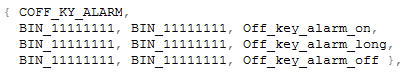 { COFF_KY_ALARM,
BIN_11111111, BIN_11111111, Off_key_alarm_on,
BIN_11111111, BIN_11111111, Off_key_alarm_long,
BIN_11111111, BIN_11111111, Off_key_alarm_off },